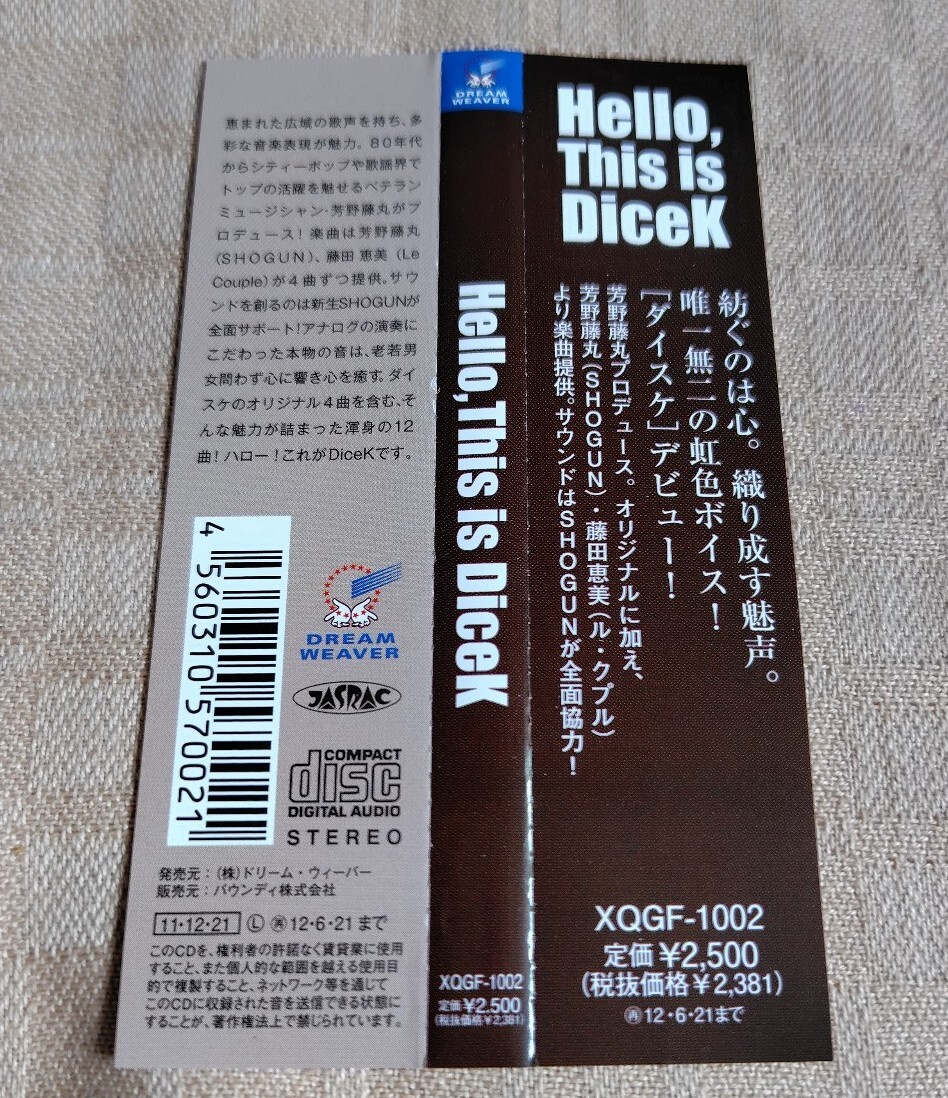 恵まれた広域の歌声を持ち、多
彩な音楽表現が魅力。80年代
からシティーポップや歌謡界で
トップの活躍を魅せるベテラン
ミュージシャン・芳野藤丸がプ
ロデュース！楽曲は芳野藤丸
(SHOGUN)、藤田 恵美(Le
Couple)が4曲ずつ提供。サウ
ンドを創るのは新生SHOGUNが
全面サポート！アナログの演奏に
こだわった本物の音は、老若男
女問わず心に響き心を癒す。ダイ
スケのオリジナル4曲を含む、そ
んな魅力が詰まった渾身の12
曲！ハロー！これがDiceKです。
4 560310 570021
DREAM
WEAVER
JASRAC
COMPACT
disc
DIGITAL AUDIO
STEREO
発売元：(株)ドリーム・ウィーバー
販売元：バウンディ株式会社
11・12・21 Ⓛ ㊞12・6・21まで
このCDを、権利者の許諾なく賃貸業に使用
すること、また個人的な範囲を越える使用目
的で複製すること、ネットワーク等を通じて
このCDに収録された音を送信できる状態に
することが、著作権法上で禁じられています。
DREAM
WEAVER
Hello,This is DiceK
XQGF-1002
定価¥2.500
(税抜価格¥2,381)
Hello,
This is
DiceK
紡ぐのは心。織り成す魅声。
唯一無二の虹色ボイス！
［ダイスケ］デビュー！
芳野藤丸プロデュース。オリジナルに加え、
芳野藤丸(SHOGUN)・藤田恵美(ル・クプル)
より楽曲提供。サウンドはSHOGUNが全面協力！
XQGF-1002
定価¥2,500
(税抜価格¥2,381)
再12・6・21まで